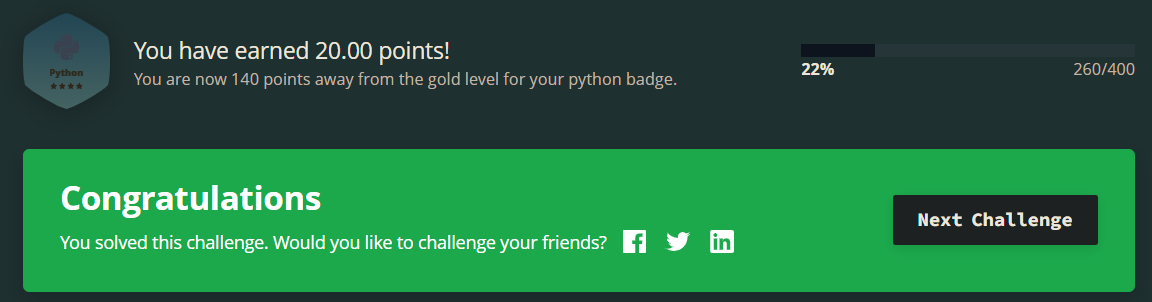 Python
You have earned 20.00 points!
You are now 140 points away from the gold level for your python badge.
22%
260/400
Congratulations
You solved this challenge. Would you like to challenge your friends?
Next Challenge